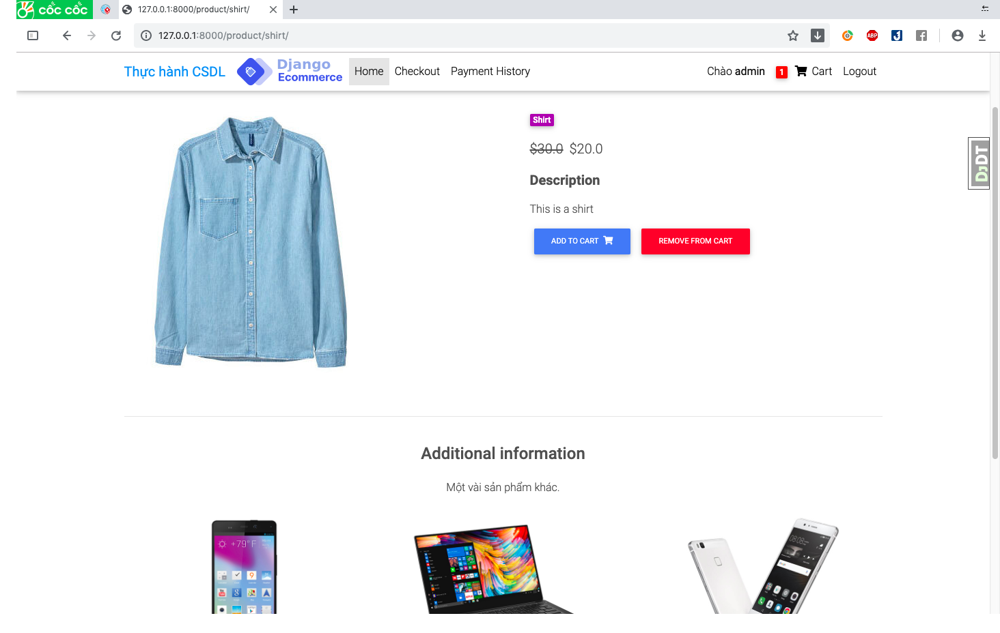 cốc cốc
127.0.0.1:8000/product/shirt/
127.0.0.1:8000/product/shirt/
ABP
Thực hành CSDL
Django
Ecommerce
Home
Checkout
Payment History
Chào admin
1
Cart
Logout
Shirt
$30.0 $20.0
Description
This is a shirt
ADD TO CART
REMOVE FROM CART
DjDT
Additional information
Một vài sản phẩm khác.
+79°F
08:08